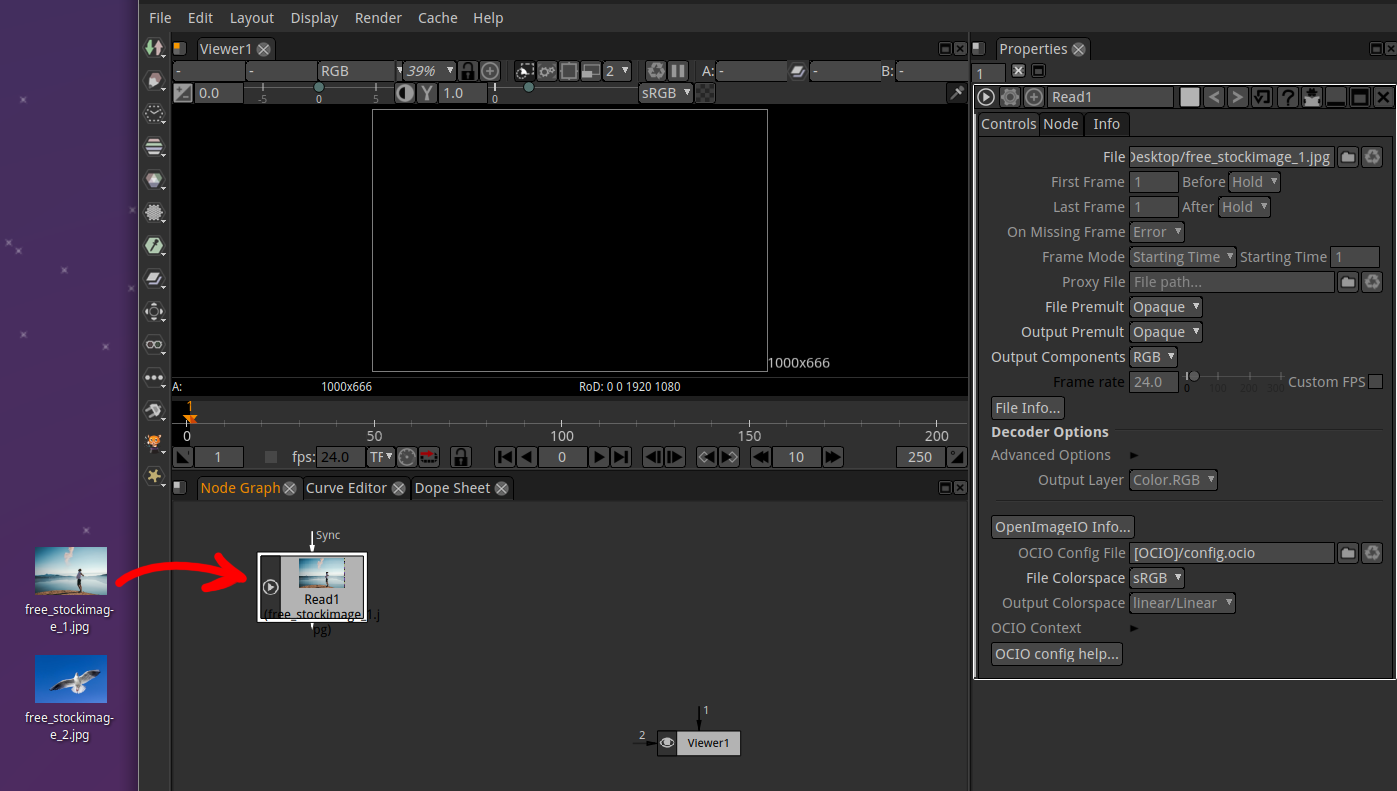 File Edit Layout Display Render Cache Help
Viewer1
- - RGB 39% 2 A: - - B: -
0.0 -5 0 5 Y 1.0 0 sRGB
1000x666
A: 1000x666 RoD: 0 0 1920 1080
1
0 50 100 150 200
1 fps: 24.0 TF 0 10 250
Node Graph Curve Editor Dope Sheet
Sync
Read1
(free_stockimage_1.j
pg)
1
2
Viewer1
free_stockimag-
e_1.jpg
free_stockimag-
e_2.jpg
Properties
1
Read1
Controls Node Info
File Desktop/free_stockimage_1.jpg
First Frame 1 Before Hold
Last Frame 1 After Hold
On Missing Frame Error
Frame Mode Starting Time Starting Time 1
Proxy File File path...
File Premult Opaque
Output Premult Opaque
Output Components RGB
Frame rate 24.0 0 100 200 300 Custom FPS
File Info...
Decoder Options
Advanced Options
Output Layer Color.RGB
OpenImageIO Info...
OCIO Config File [OCIO]/config.ocio
File Colorspace sRGB
Output Colorspace linear/Linear
OCIO Context
OCIO config help...